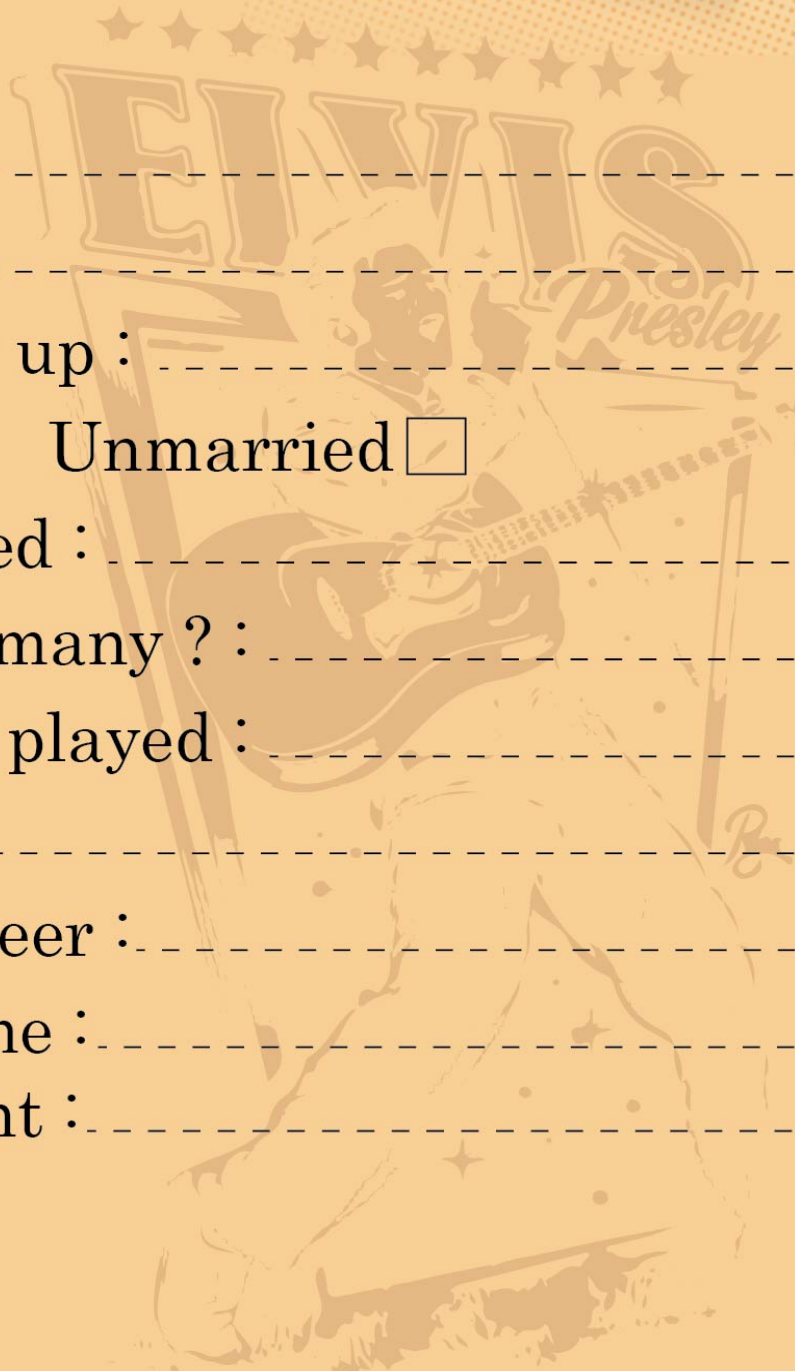 ELVIS
Presley
up :
Unmarried
ed :
many ? :
played :
eer :
ne :
nt :